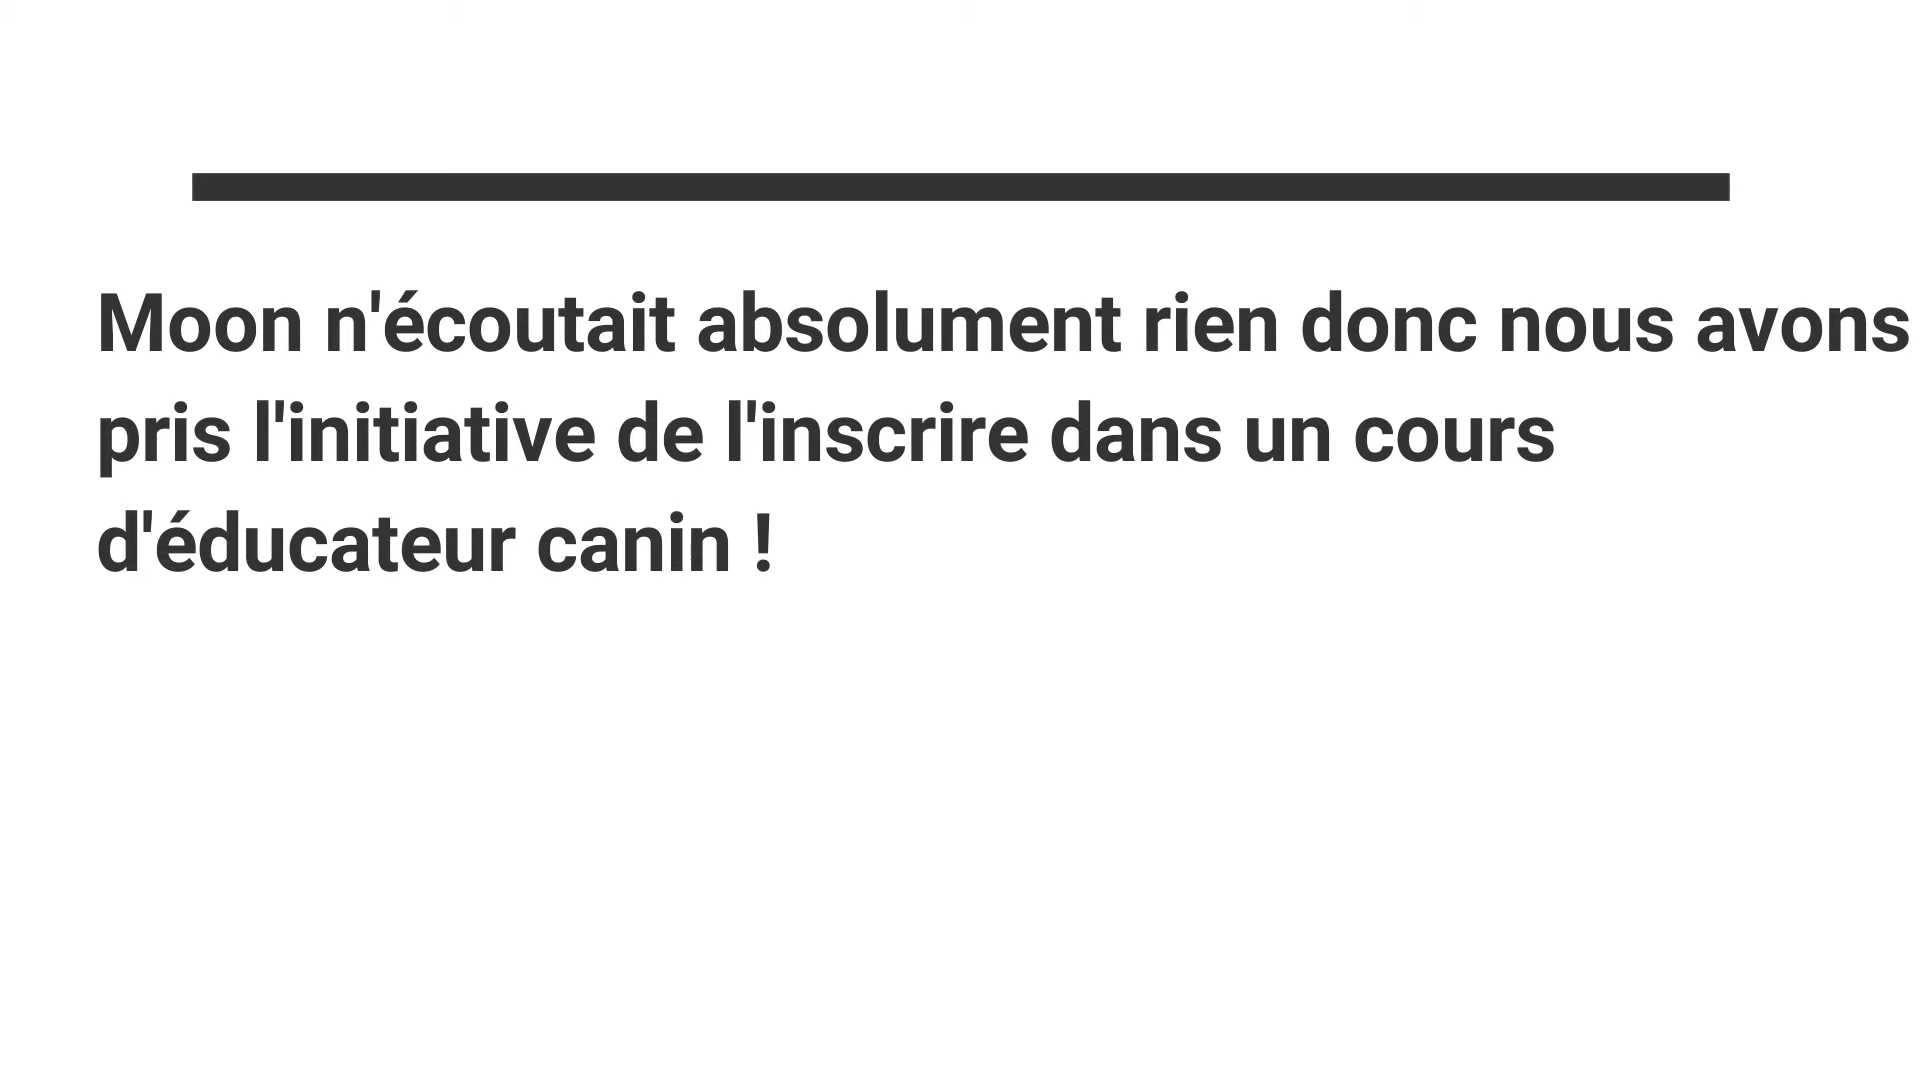 Moon n'écoutait absolument rien donc nous avons
pris l'initiative de l'inscrire dans un cours
d'éducateur canin !